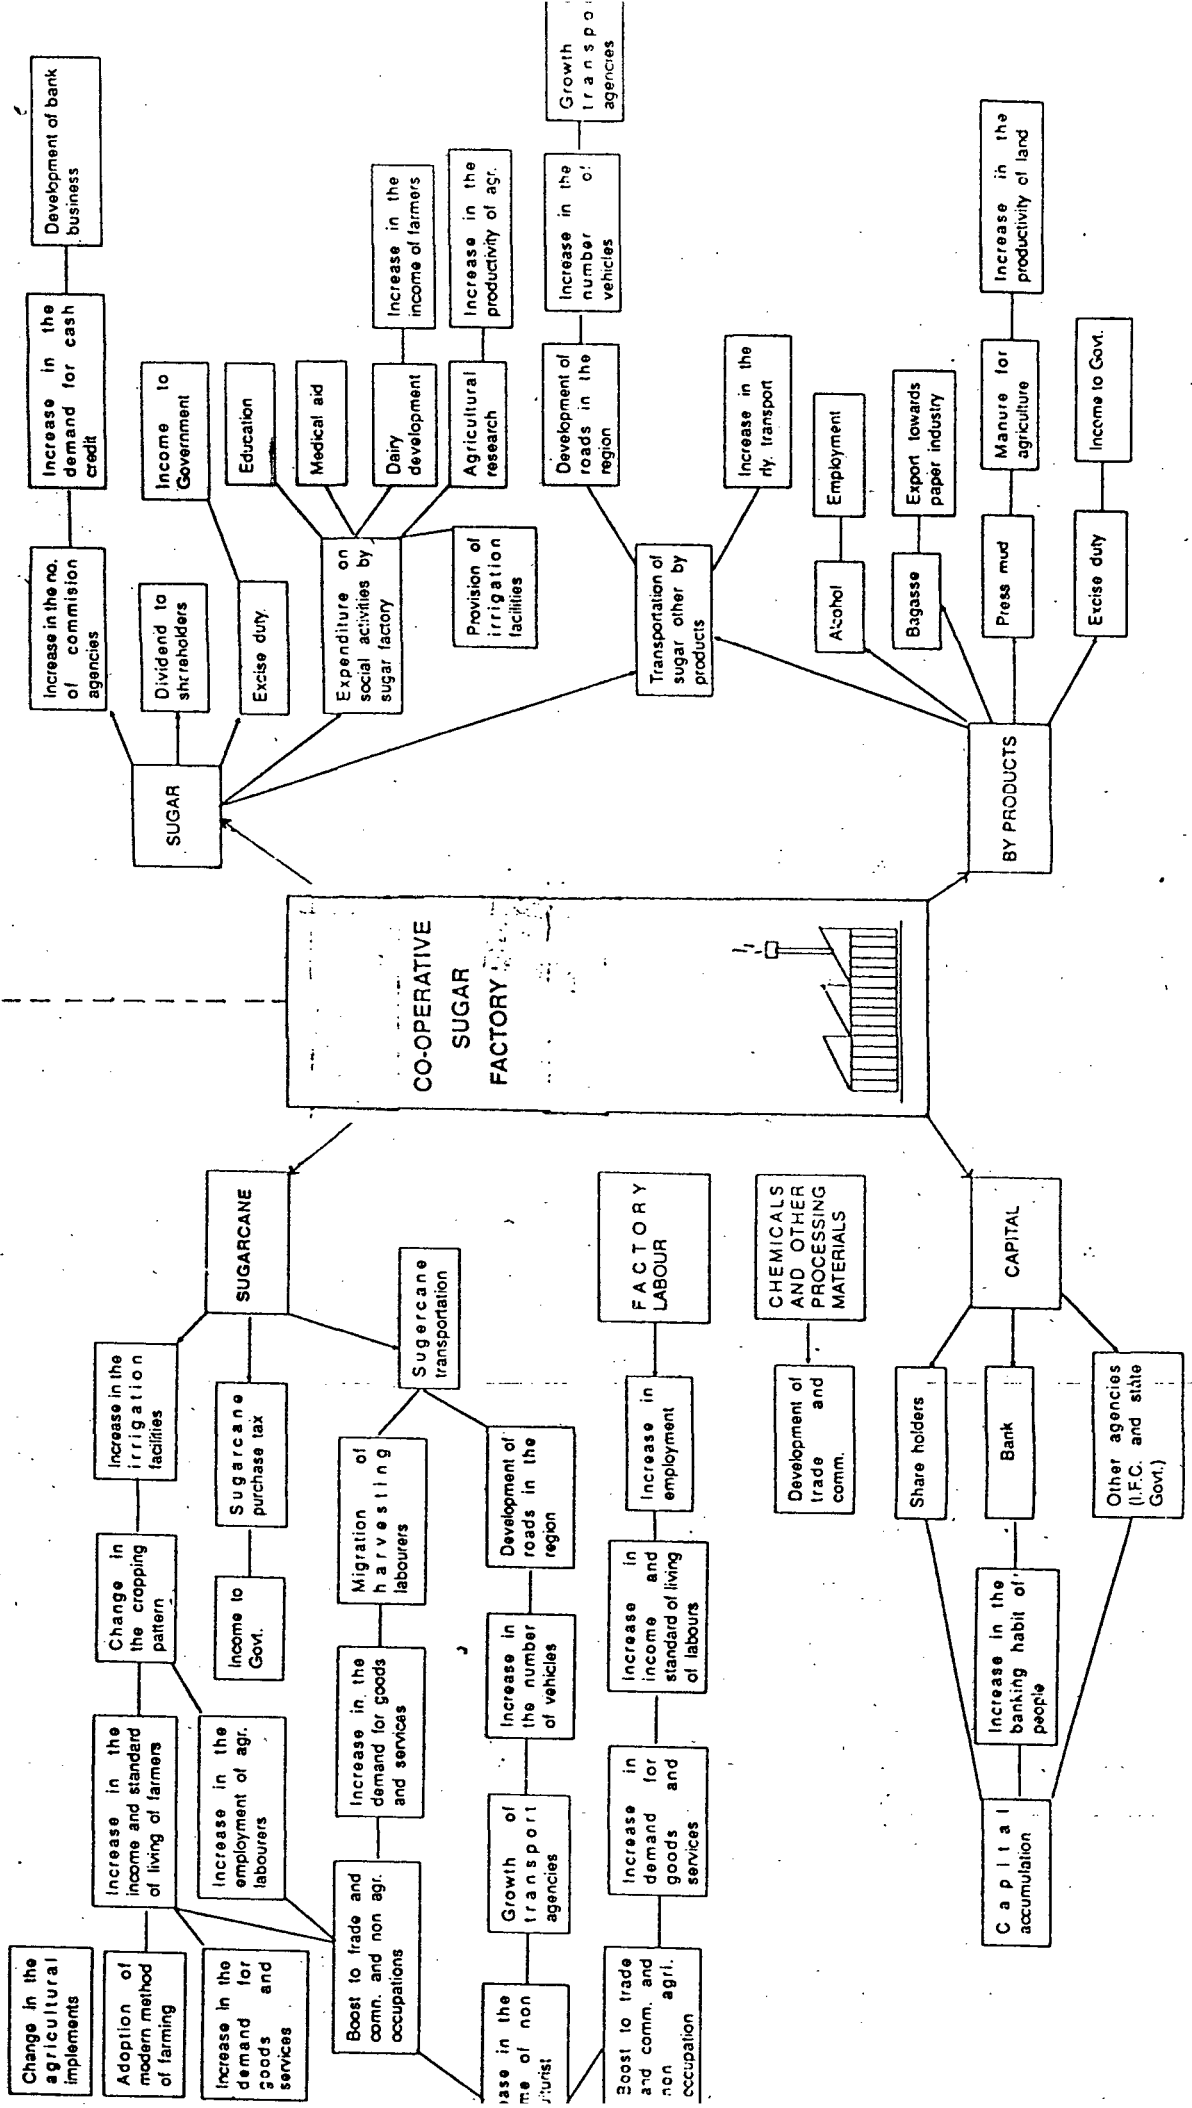 Change in the
agricultural
implements
Adoption of
modern method
of farming
Increase in the
demand for
goods and
services
Increase in the
income and standard
of living of farmers
Increase in the
employment of agr.
labourers
Change in
the cropping
pattern
Increase in the
irrigation
facilities
Income to
Govt.
Sugarcane
purchase tax
SUGARCANE
Boost to trade and
comn. and non agr.
occupations
Increase in the
demand for goods
and services
Migration of
harvesting
labourers
Sugercane
transportation
in the
of non
Growth of
transport
agencies
Increase in
the number
of vehicles
Development of
roads in the
region
Boost to trade
and comm. and
non agri.
Increase in
demand for
goods and
services
Increase in
income and
standard of living
of labours
Increase in
employment
FACTORY
LABOUR
Development of
trade and
comm.
CHEMICALS
AND OTHER
PROCESSING
MATERIALS
Capital
accumulation
Increase in the
banking habit of
people
Share holders
Bank
Other agencies
(I.F.C. and state
Govt.)
CAPITAL
CO-OPERATIVE
SUGAR
FACTORY
SUGAR
Increase in the no.
of commision
agencies
Increase in the
demand for cash
credit
Development of bank
business
Dividend to
shareholders
Excise duty.
Income to
Government
Expenditure on
social activities by
sugar factory
Education
Medical aid
Dairy
development
Increase in the
income of farmers
Agricultural
research
Increase in the
productivity of agr.
Provision of
irrigation
facilities
Transportation of
sugar other by
products
Development of
roads in the
region
Increase in the
number of
vehicles
Growth
agencies
Increase in the
rly. transport
BY PRODUCTS
Alcohol
Employment
Bagasse
Export towards
paper industry
Press mud
Manure for
agriculture
Increase in the
productivity of land
Excise duty
Income to Govt.